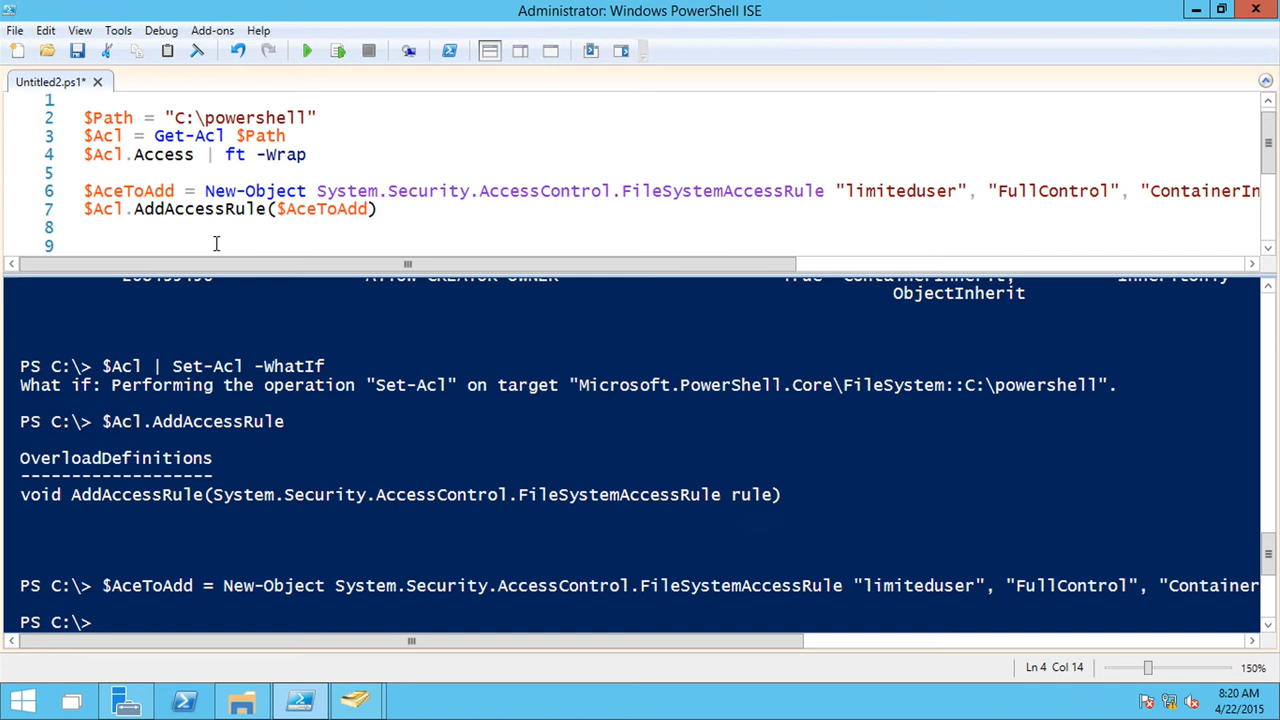 Administrator: Windows PowerShell ISE
File Edit View Tools Debug Add-ons Help
Untitled2.ps1*
1
2 $Path = "C:\powershell"
3 $Acl = Get-Acl $Path
4 $Acl.Access | ft -Wrap
5
6 $AceToAdd = New-Object System.Security.AccessControl.FileSystemAccessRule "limiteduser", "FullControl", "ContainerIn
7 $Acl.AddAccessRule($AceToAdd)
8
9
ObjectInherit
PS C:\> $Acl | Set-Acl -WhatIf
What if: Performing the operation "Set-Acl" on target "Microsoft.PowerShell.Core\FileSystem::C:\powershell".
PS C:\> $Acl.AddAccessRule
OverloadDefinitions
-------------------
void AddAccessRule(System.Security.AccessControl.FileSystemAccessRule rule)
PS C:\> $AceToAdd = New-Object System.Security.AccessControl.FileSystemAccessRule "limiteduser", "FullControl", "Container
PS C:\>
Ln 4 Col 14 150%
8:20 AM
4/22/2015